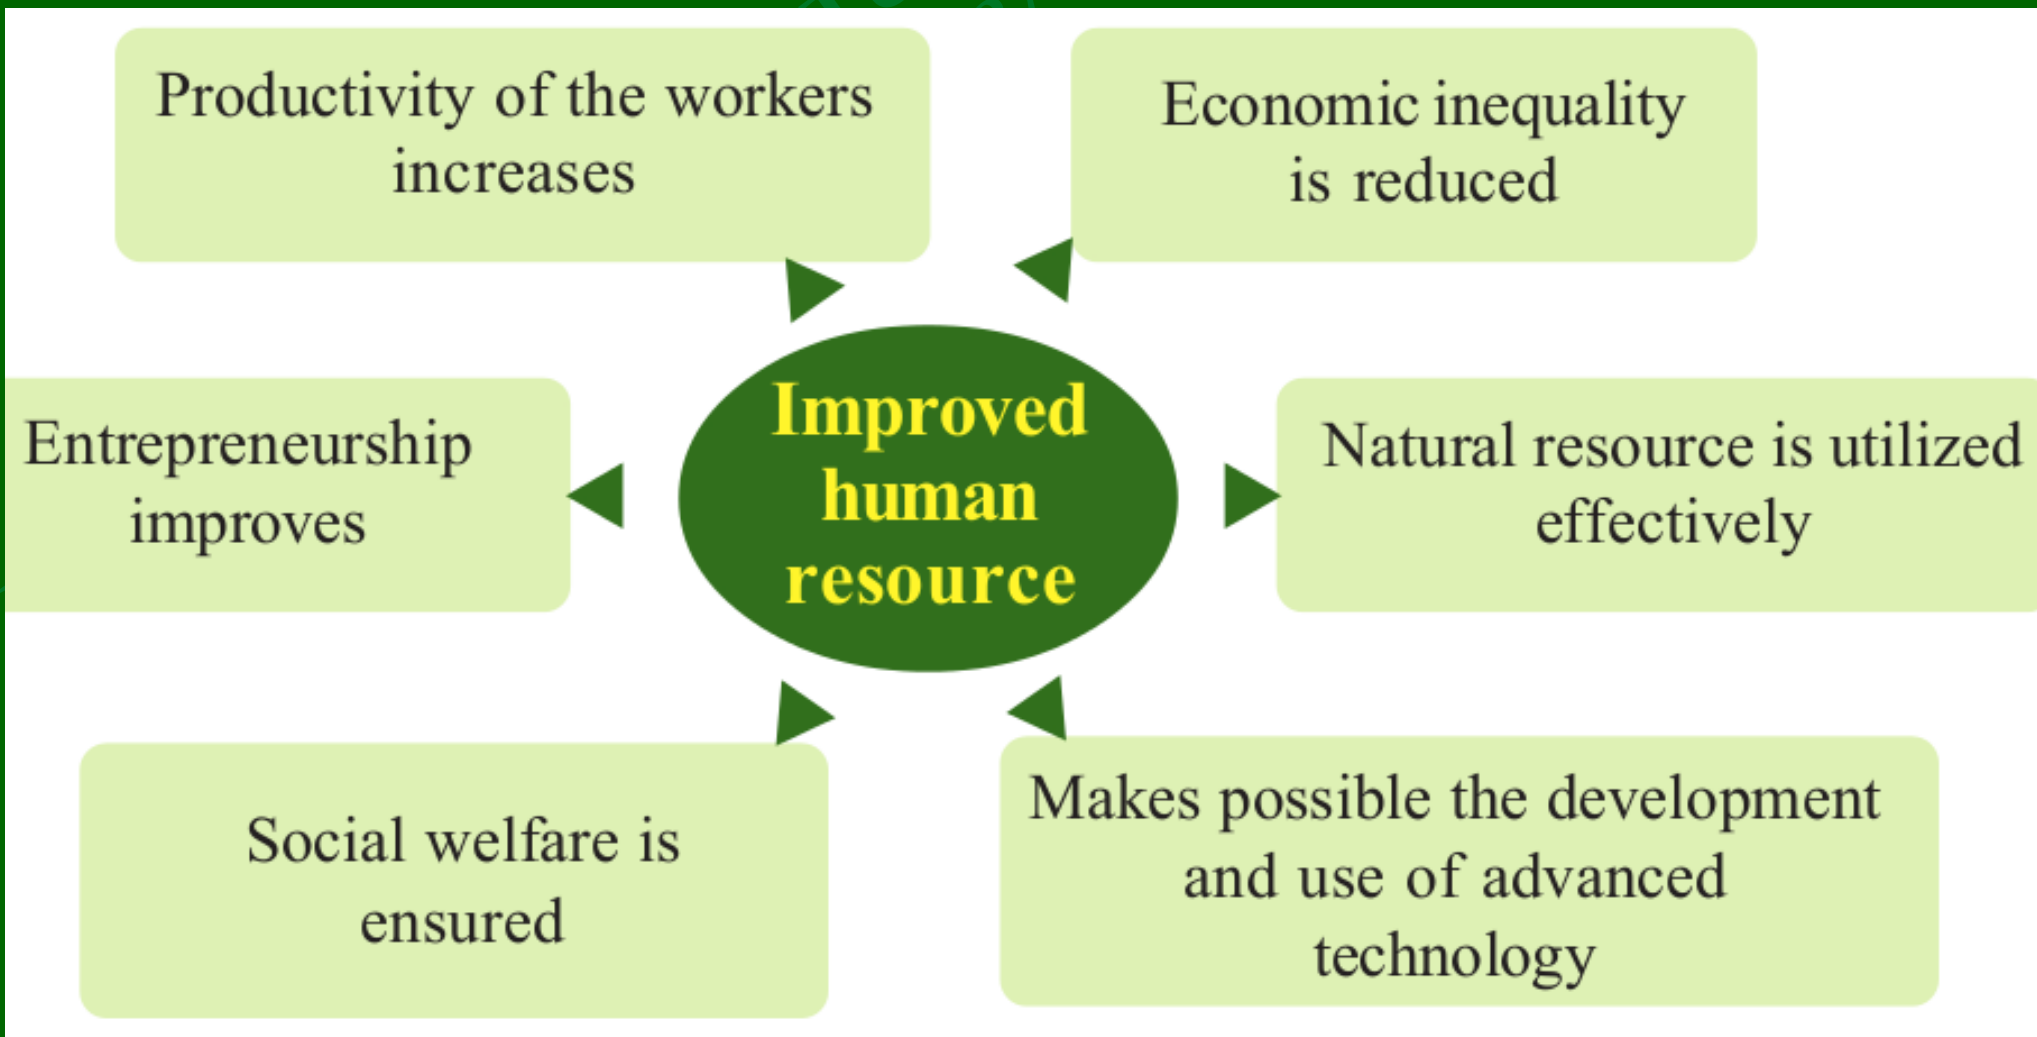 Productivity of the workers
increases
Economic inequality
is reduced
Entrepreneurship
improves
Improved
human
resource
Natural resource is utilized
effectively
Social welfare is
ensured
Makes possible the development
and use of advanced
technology